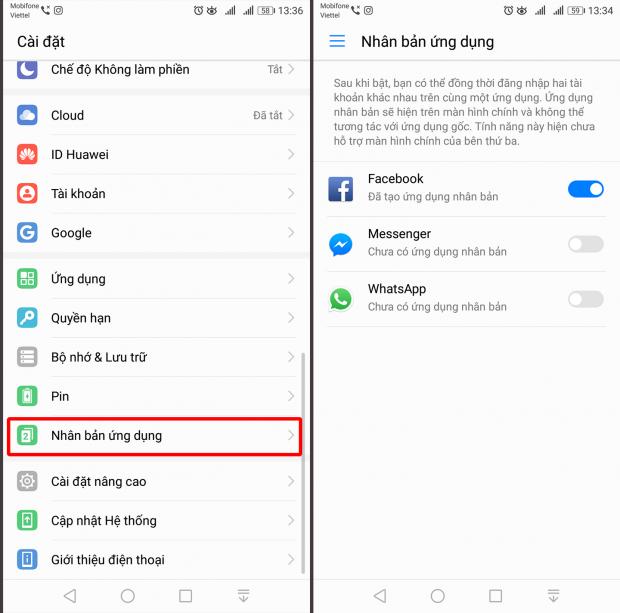 Mobifone
Viettel
58
13:36
Cài đặt
Chế độ Không làm phiền
Tắt
Cloud
Đã tắt
ID Huawei
Tài khoản
Google
Ứng dụng
Quyền hạn
Bộ nhớ & Lưu trữ
Pin
2
Nhân bản ứng dụng
Cài đặt nâng cao
Cập nhật Hệ thống
Giới thiệu điện thoại
Mobifone
Viettel
59
13:34
Nhân bản ứng dụng
Sau khi bật, bạn có thể đồng thời đăng nhập hai tài
khoản khác nhau trên cùng một ứng dụng. Ứng dụng
nhân bản sẽ hiện trên màn hình chính và không thể
tương tác với ứng dụng gốc. Tính năng này hiện chưa
hỗ trợ màn hình chính của bên thứ ba.
Facebook
Đã tạo ứng dụng nhân bản
Messenger
Chưa có ứng dụng nhân bản
WhatsApp
Chưa có ứng dụng nhân bản